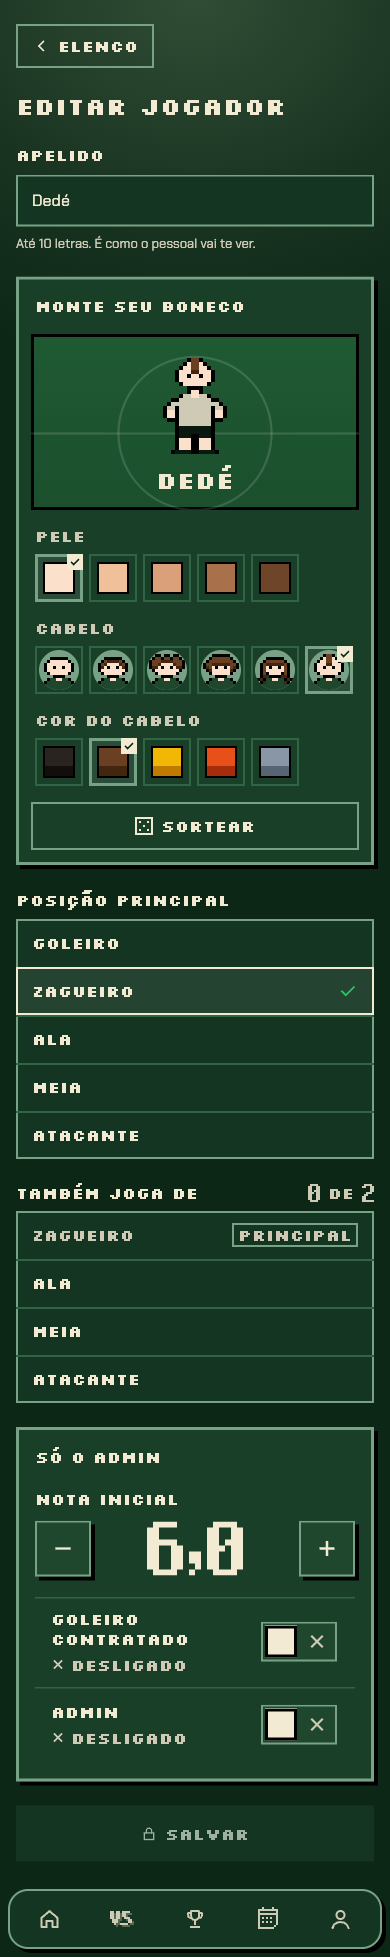 ELENCO
EDITAR JOGADOR
APELIDO
Dedé
Até 10 letras. É como o pessoal vai te ver.
MONTE SEU BONECO
DEDÉ
PELE
CABELO
COR DO CABELO
SORTEAR
POSIÇÃO PRINCIPAL
GOLEIRO
ZAGUEIRO
ALA
MEIA
ATACANTE
TAMBÉM JOGA DE 0 DE 2
ZAGUEIRO PRINCIPAL
ALA
MEIA
ATACANTE
SÓ O ADMIN
NOTA INICIAL
− 6,0 +
GOLEIRO
CONTRATADO
× DESLIGADO
ADMIN
× DESLIGADO
SALVAR
VS